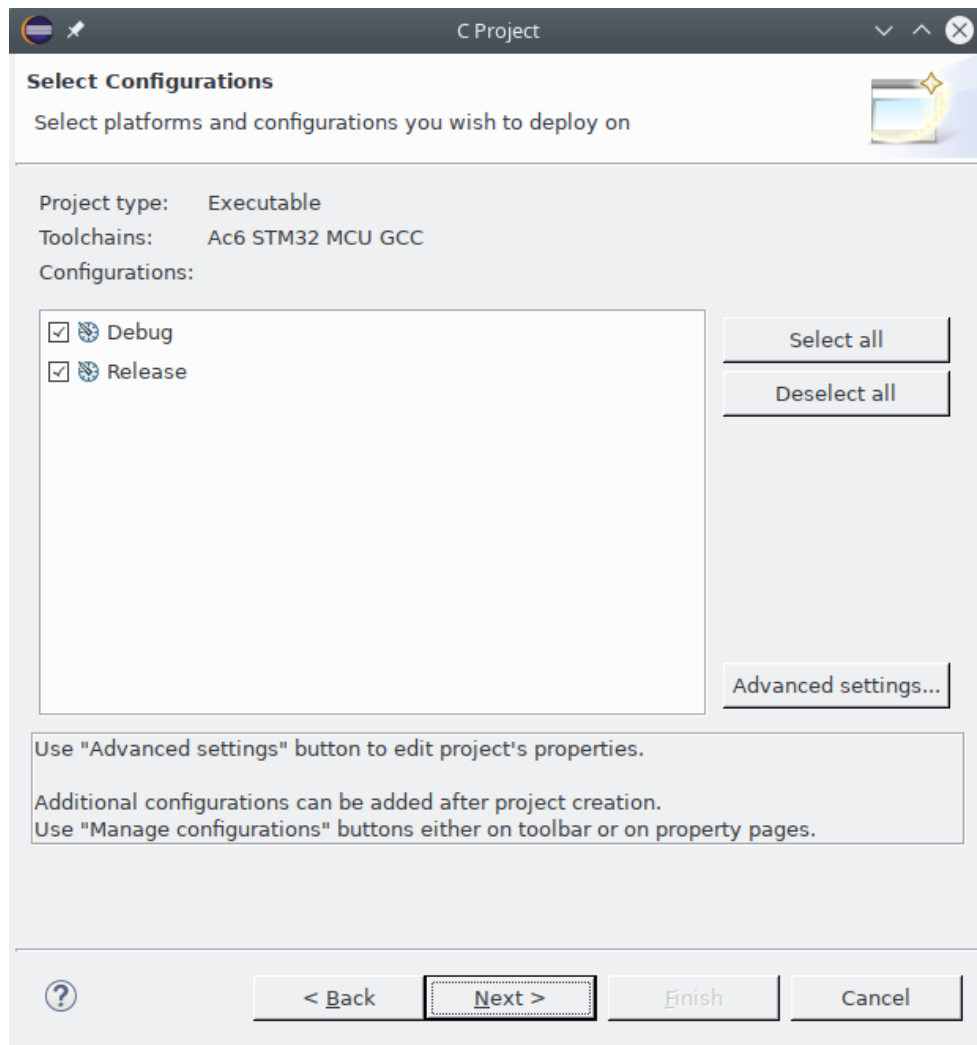 C Project
Select Configurations
Select platforms and configurations you wish to deploy on
Project type: Executable
Toolchains: Ac6 STM32 MCU GCC
Configurations:
Debug
Release
Select all
Deselect all
Advanced settings...
Use "Advanced settings" button to edit project's properties.
Additional configurations can be added after project creation.
Use "Manage configurations" buttons either on toolbar or on property pages.
?
< Back
Next >
Finish
Cancel